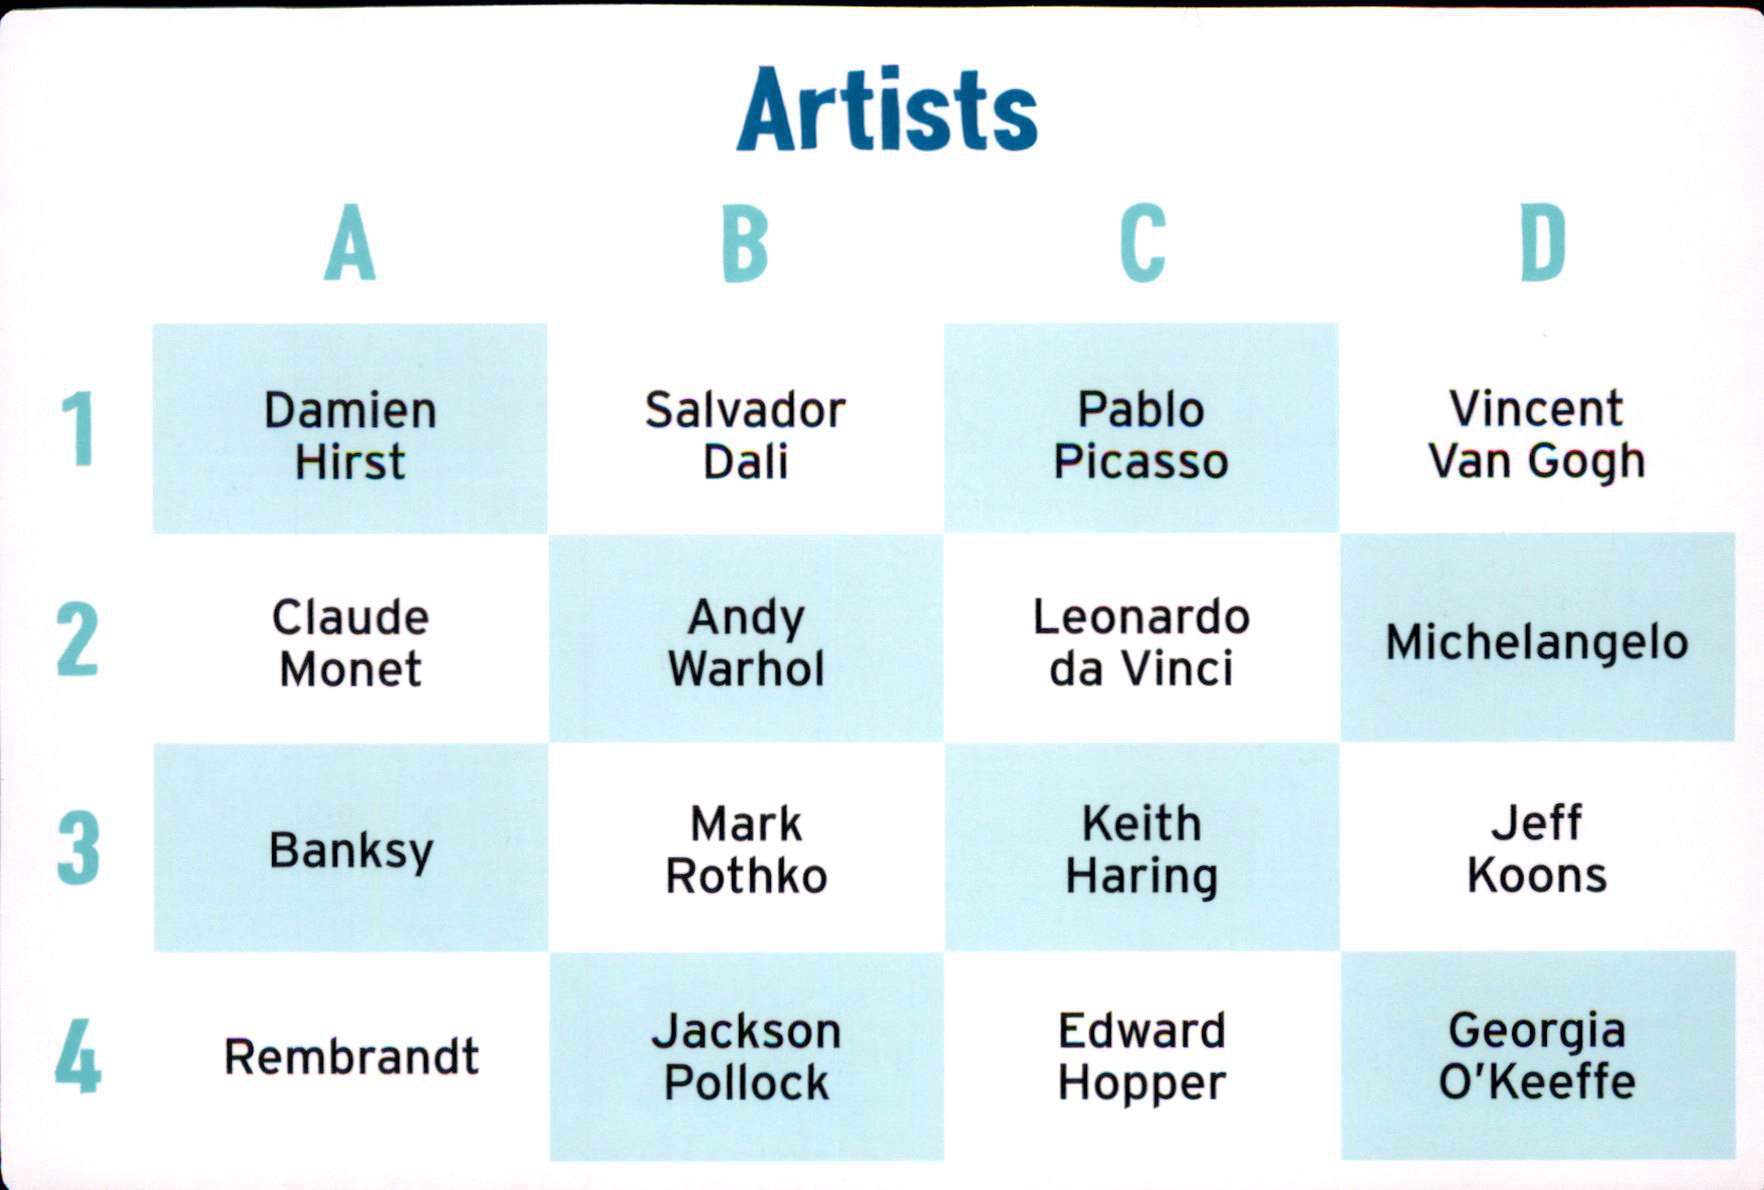 Artists
A B C D
1
Damien
Hirst
Salvador
Dali
Pablo
Picasso
Vincent
Van Gogh
2
Claude
Monet
Andy
Warhol
Leonardo
da Vinci
Michelangelo
3
Banksy
Mark
Rothko
Keith
Haring
Jeff
Koons
4
Rembrandt
Jackson
Pollock
Edward
Hopper
Georgia
O'Keeffe